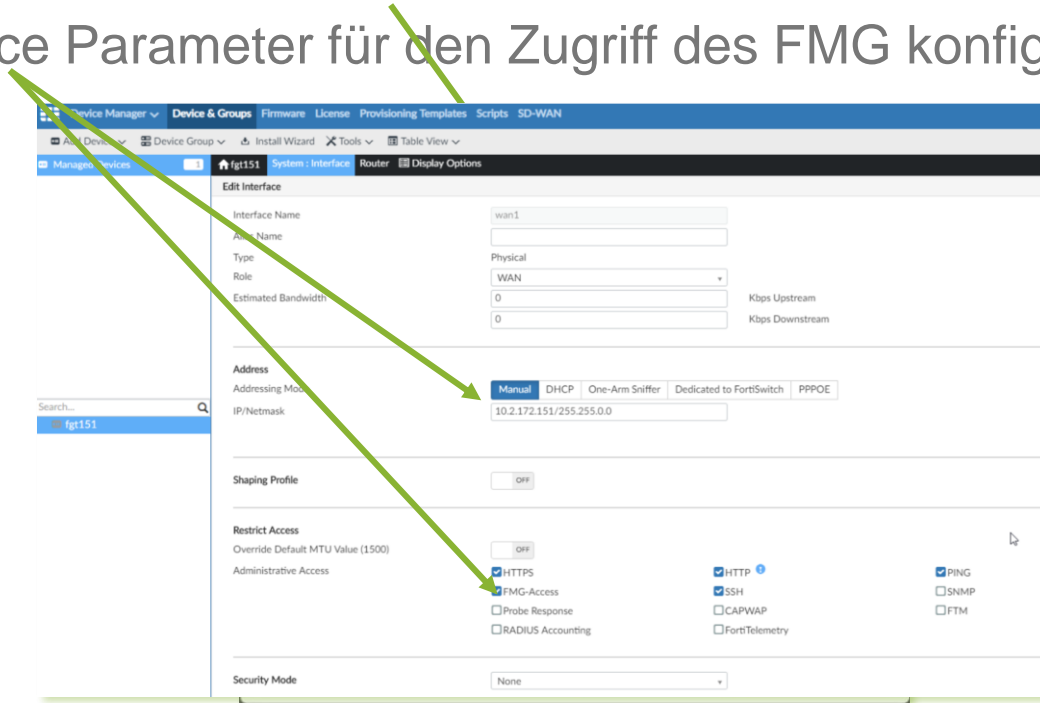 ce Parameter für den Zugriff des FMG konfig
Device Manager Device & Groups Firmware License Provisioning Templates Scripts SD-WAN
Add Device Device Group Install Wizard Tools Table View
Managed Devices 1 fgt151 System : Interface Router Display Options
Edit Interface
Interface Name wan1
Alias Name
Type Physical
Role WAN
Estimated Bandwidth 0 Kbps Upstream
0 Kbps Downstream
Address
Addressing Mode Manual DHCP One-Arm Sniffer Dedicated to FortiSwitch PPPOE
Search... IP/Netmask 10.2.172.151/255.255.0.0
fgt151
Shaping Profile OFF
Restrict Access
Override Default MTU Value (1500) OFF
Administrative Access HTTPS HTTP PING
FMG-Access SSH SNMP
Probe Response CAPWAP FTM
RADIUS Accounting FortiTelemetry
Security Mode None